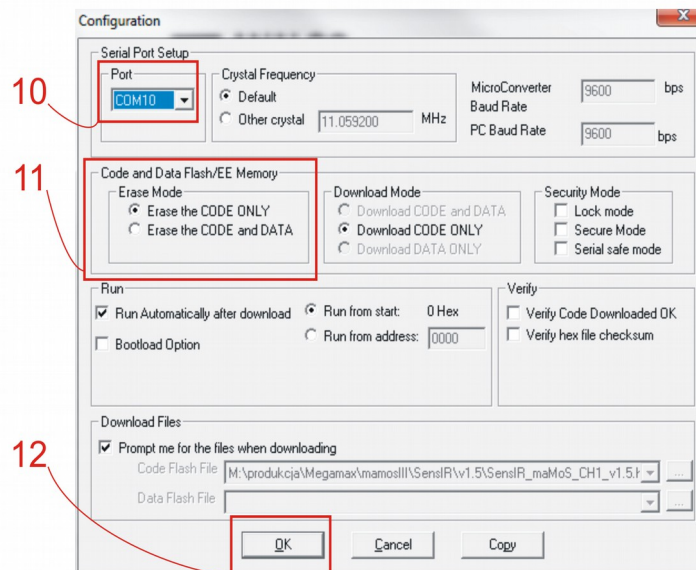 Configuration
Serial Port Setup
10
Port
COM10
Crystal Frequency
Default
Other crystal 11.059200 MHz
MicroConverter Baud Rate 9600 bps
PC Baud Rate 9600 bps
11
Code and Data Flash/EE Memory
Erase Mode
Erase the CODE ONLY
Erase the CODE and DATA
Download Mode
Download CODE and DATA
Download CODE ONLY
Download DATA ONLY
Security Mode
Lock mode
Secure Mode
Serial safe mode
Run
Run Automatically after download
Bootload Option
Run from start: 0 Hex
Run from address: 0000
Verify
Verify Code Downloaded OK
Verify hex file checksum
Download Files
12
Prompt me for the files when downloading
Code Flash File M:\produkcja\Megamax\mamosIII\SensIR\v1.5\SensIR_maMoS_CH1_v1.5.h ...
Data Flash File ...
OK
Cancel
Copy